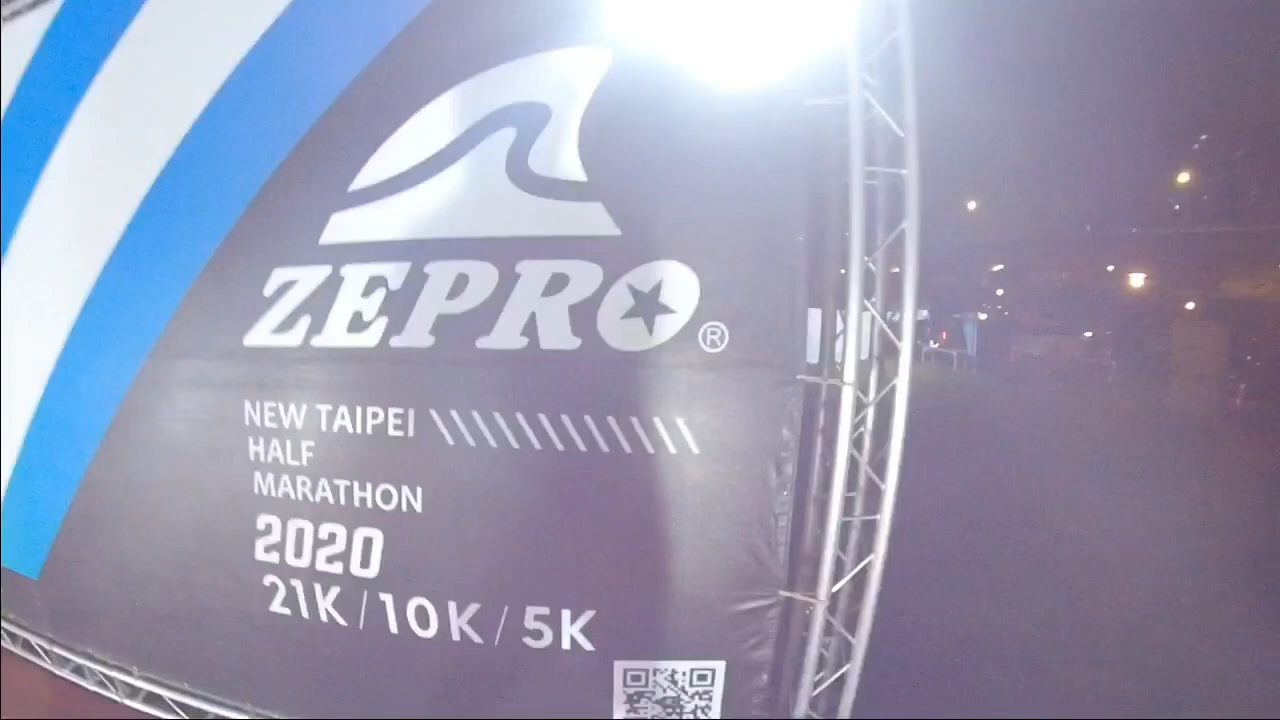 ZEPRO®
NEW TAIPEI
HALF
MARATHON
2020
21K / 10K / 5K